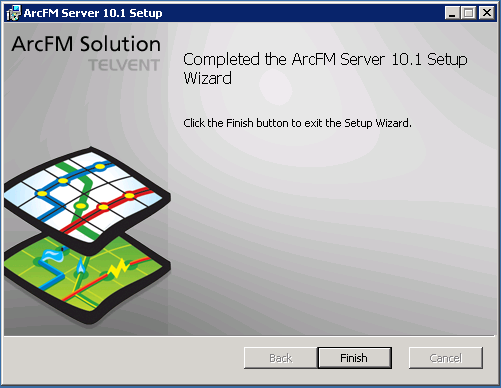 ArcFM Server 10.1 Setup
ArcFM Solution
TELVENT
Completed the ArcFM Server 10.1 Setup
Wizard
Click the Finish button to exit the Setup Wizard.
Back
Finish
Cancel